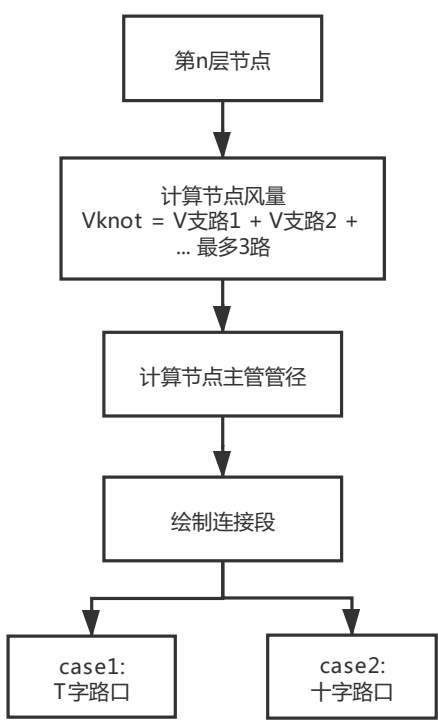 第n层节点
计算节点风量
Vknot = V支路1 + V支路2 +
... 最多3路
计算节点主管管径
绘制连接段
case1:
T字路口
case2:
十字路口